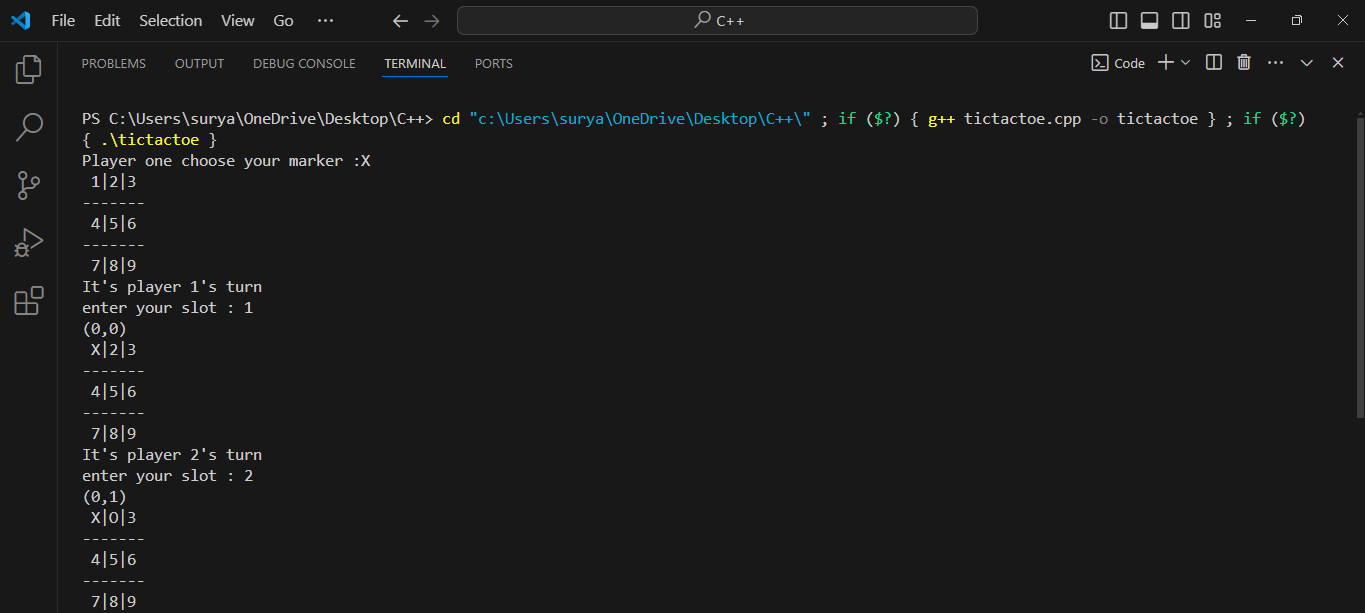 File Edit Selection View Go ··· C++
PROBLEMS OUTPUT DEBUG CONSOLE TERMINAL PORTS Code
PS C:\Users\surya\OneDrive\Desktop\C++> cd "c:\Users\surya\OneDrive\Desktop\C++\" ; if ($?) { g++ tictactoe.cpp -o tictactoe } ; if ($?)
{ .\tictactoe }
Player one choose your marker :X
1|2|3
-------
4|5|6
-------
7|8|9
It's player 1's turn
enter your slot : 1
(0,0)
X|2|3
-------
4|5|6
-------
7|8|9
It's player 2's turn
enter your slot : 2
(0,1)
X|O|3
-------
4|5|6
-------
7|8|9